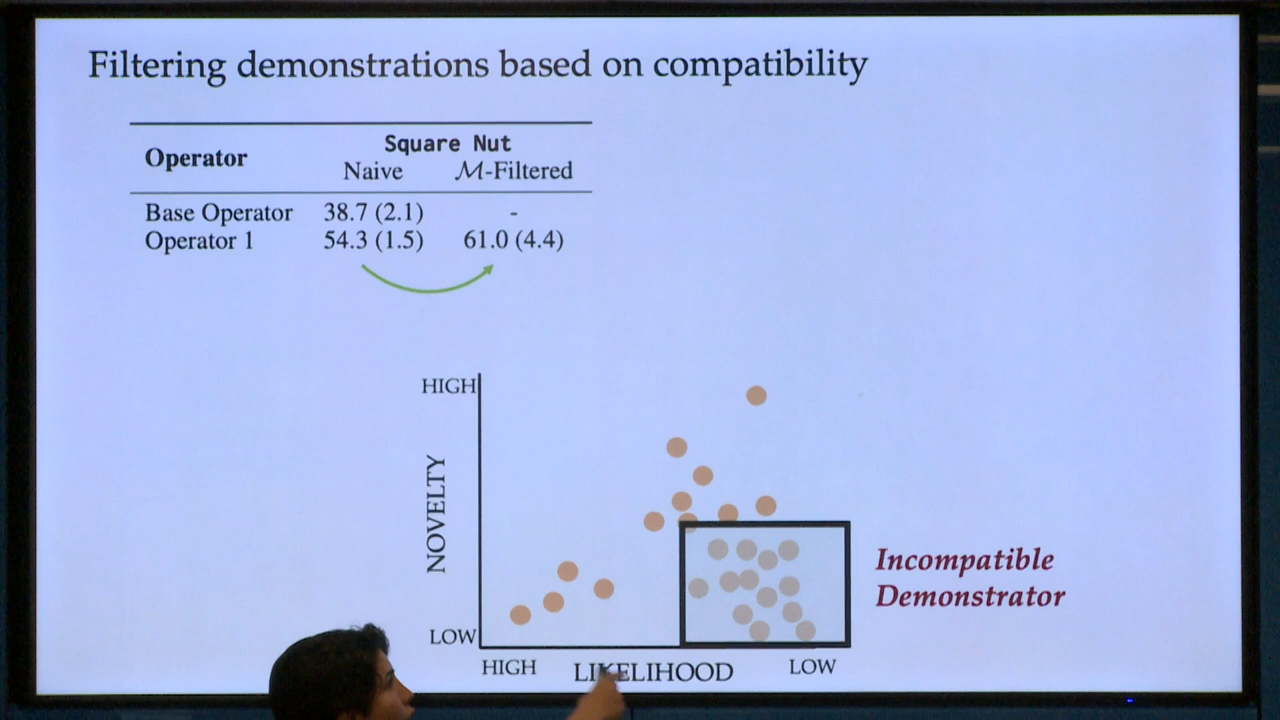 Filtering demonstrations based on compatibility
Square Nut
Operator
Naive M-Filtered
Base Operator 38.7 (2.1) -
Operator 1 54.3 (1.5) 61.0 (4.4)
HIGH
NOVELTY
LOW
Incompatible
Demonstrator
HIGH LIKELIHOOD LOW